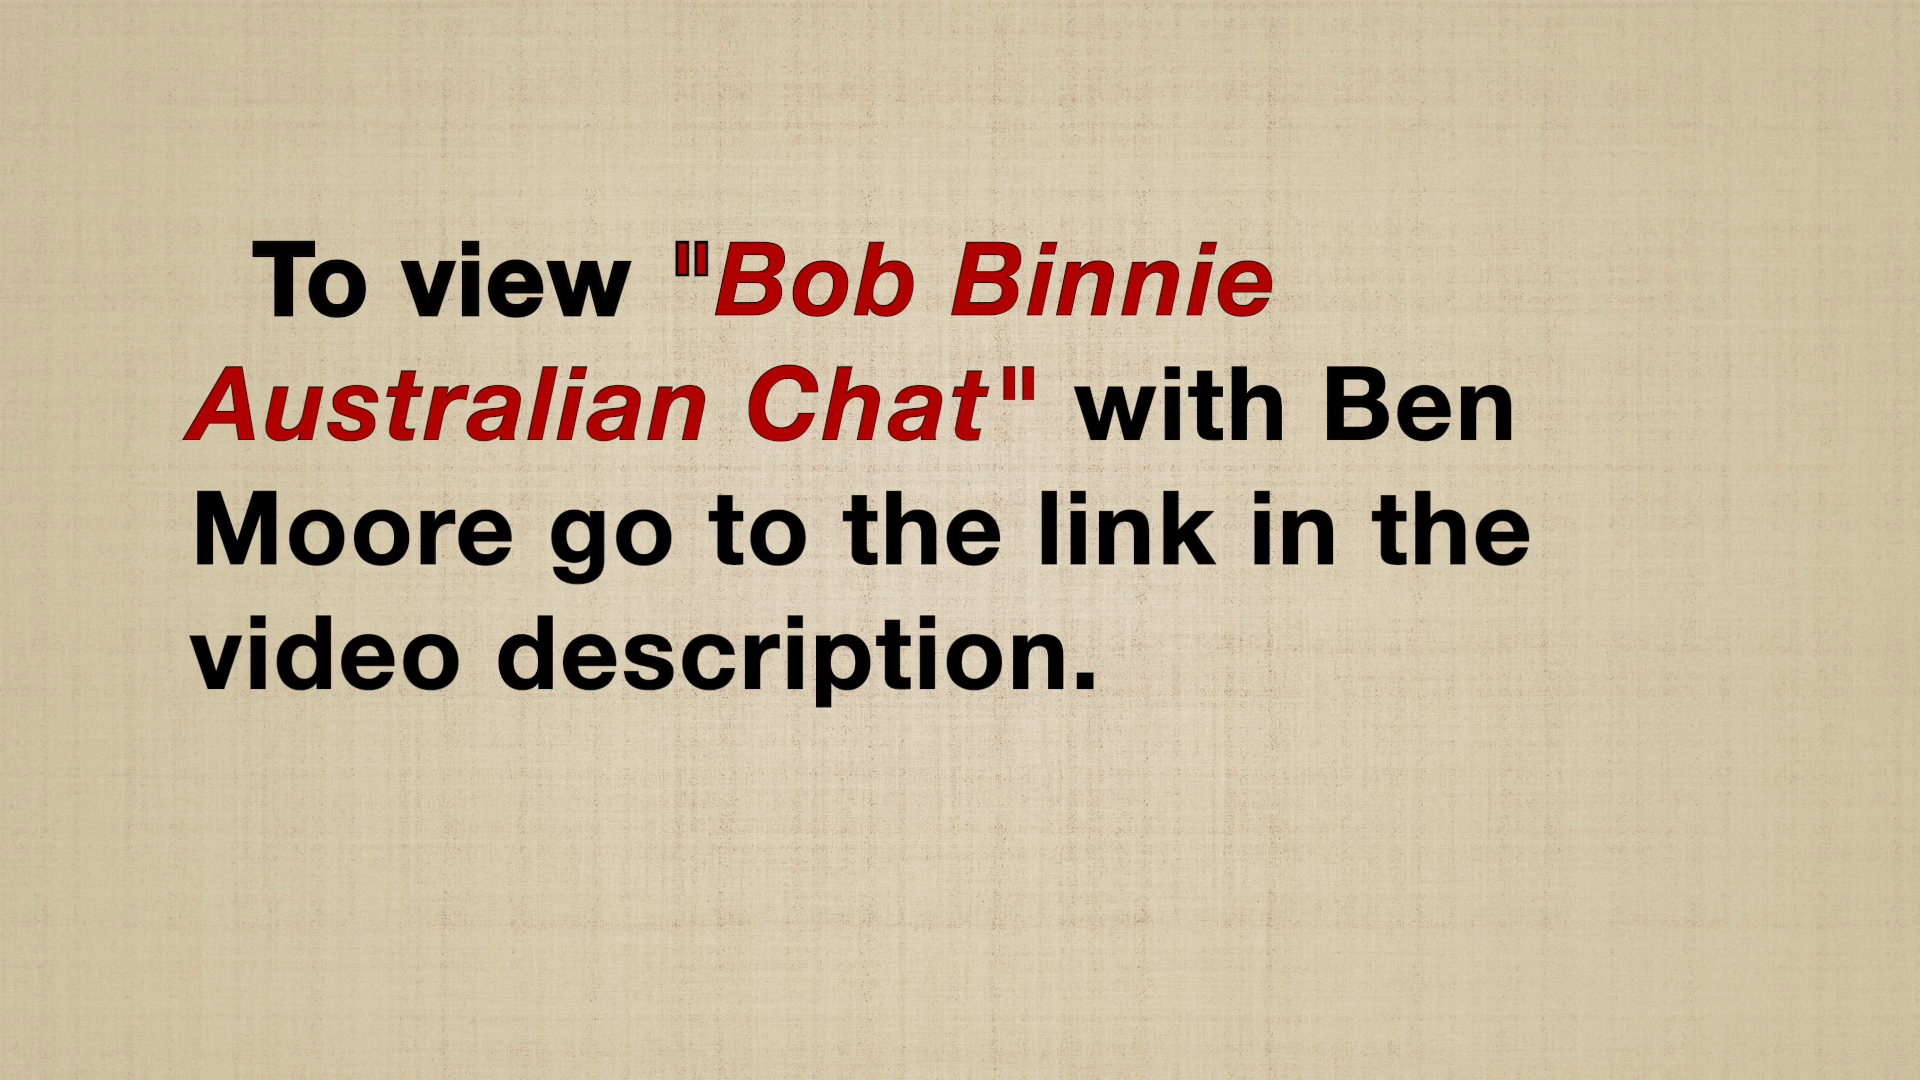 To view "Bob Binnie
Australian Chat" with Ben
Moore go to the link in the
video description.